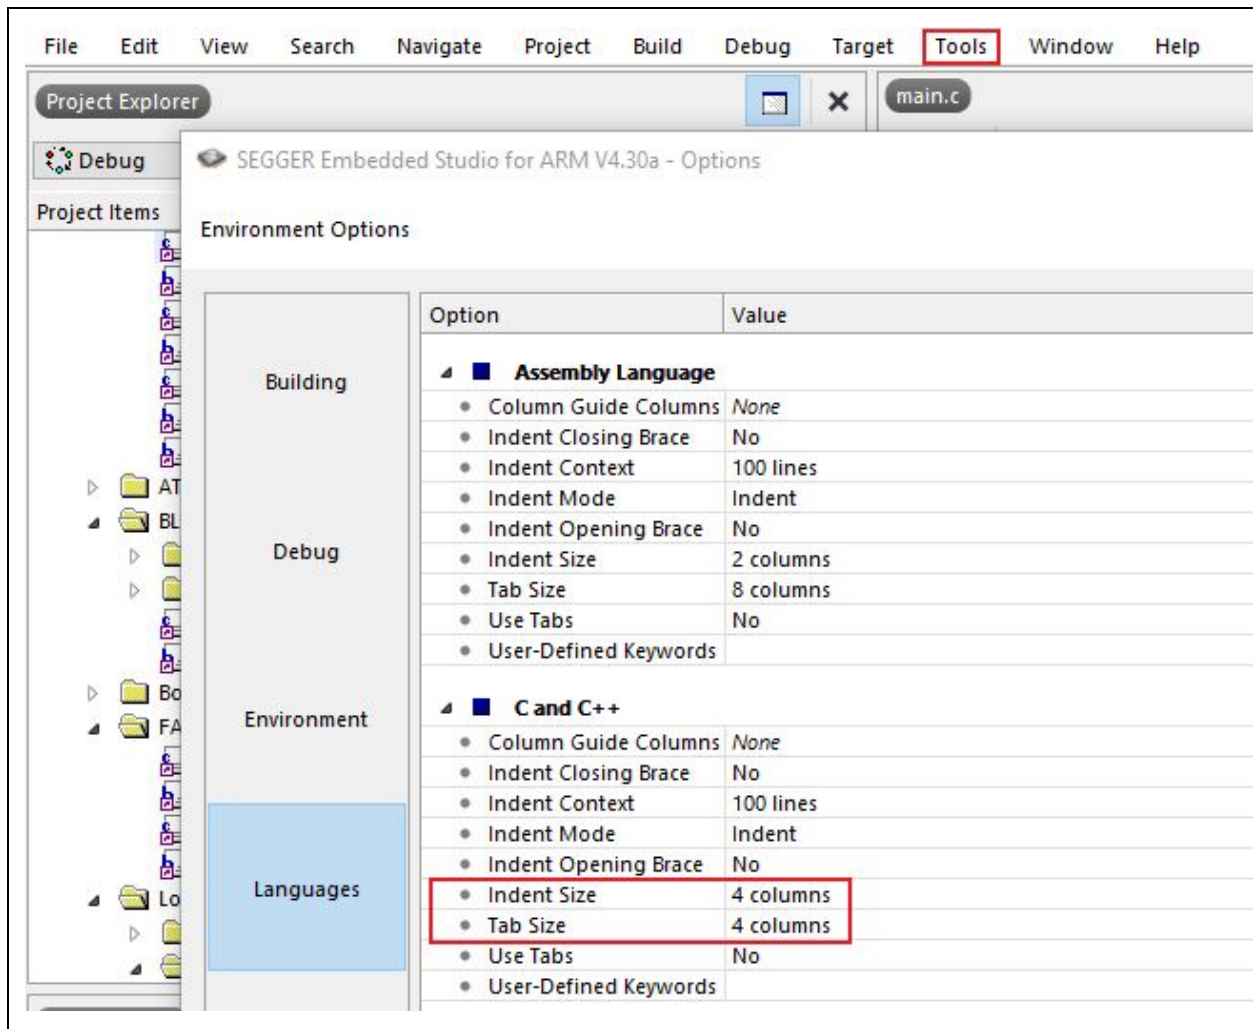 File Edit View Search Navigate Project Build Debug Target Tools Window Help
Project Explorer
main.c
Debug
SEGGER Embedded Studio for ARM V4.30a - Options
Project Items
Environment Options
Option Value
Building
Assembly Language
Column Guide Columns None
Indent Closing Brace No
Indent Context 100 lines
Indent Mode Indent
Indent Opening Brace No
Indent Size 2 columns
Tab Size 8 columns
Use Tabs No
User-Defined Keywords
AT
BL
Debug
Bo
FA
Environment
C and C++
Column Guide Columns None
Indent Closing Brace No
Indent Context 100 lines
Indent Mode Indent
Indent Opening Brace No
Languages
Indent Size 4 columns
Tab Size 4 columns
Use Tabs No
User-Defined Keywords
Lo